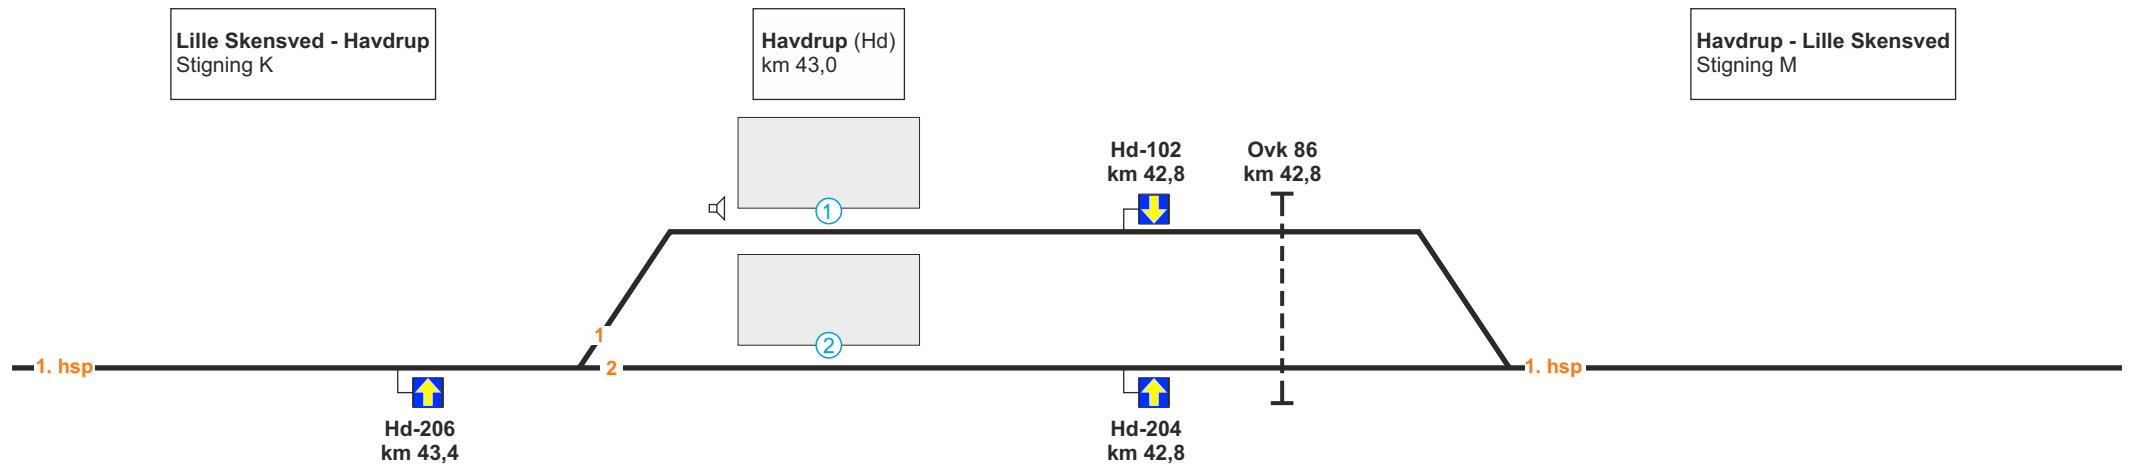 Lille Skensved - Havdrup
Stigning K
Havdrup (Hd)
km 43,0
Havdrup - Lille Skensved
Stigning M
Hd-102
km 42,8
Ovk 86
km 42,8
1
1
2
1. hsp
2
1. hsp
Hd-206
km 43,4
Hd-204
km 42,8